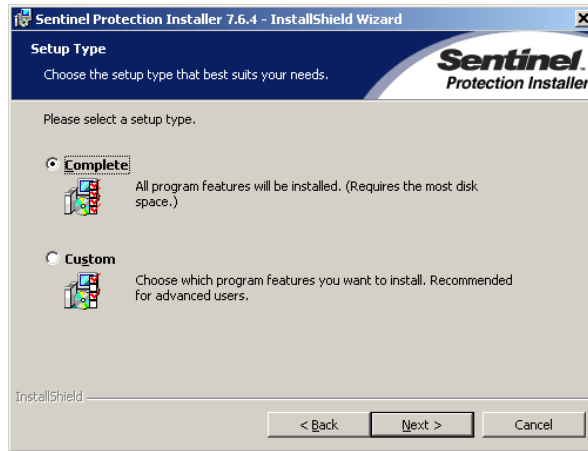 Sentinel Protection Installer 7.6.4 - InstallShield Wizard
Setup Type
Choose the setup type that best suits your needs.
Sentinel.
Protection Installer
Please select a setup type.
Complete
All program features will be installed. (Requires the most disk
space.)
Custom
Choose which program features you want to install. Recommended
for advanced users.
InstallShield
< Back
Next >
Cancel